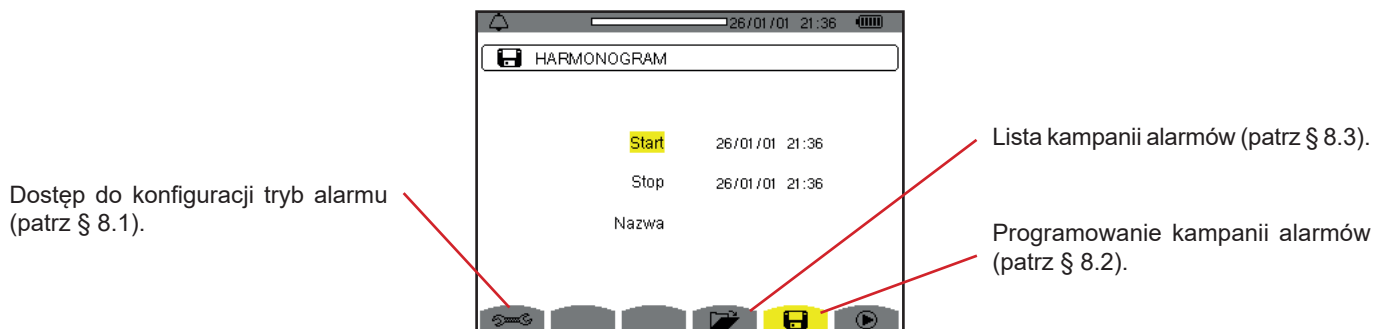 26/01/01 21:36
HARMONOGRAM
Start 26/01/01 21:36
Stop 26/01/01 21:36
Nazwa
Dostęp do konfiguracji tryb alarmu
(patrz § 8.1).
Lista kampanii alarmów (patrz § 8.3).
Programowanie kampanii alarmów
(patrz § 8.2).